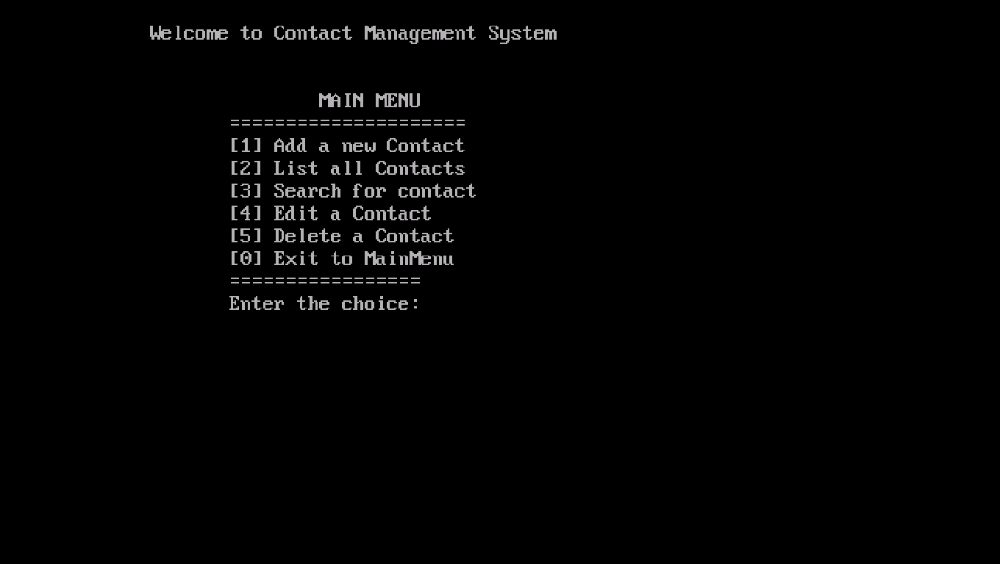 Welcome to Contact Management System
MAIN MENU
=====================
[1] Add a new Contact
[2] List all Contacts
[3] Search for contact
[4] Edit a Contact
[5] Delete a Contact
[0] Exit to MainMenu
=================
Enter the choice: